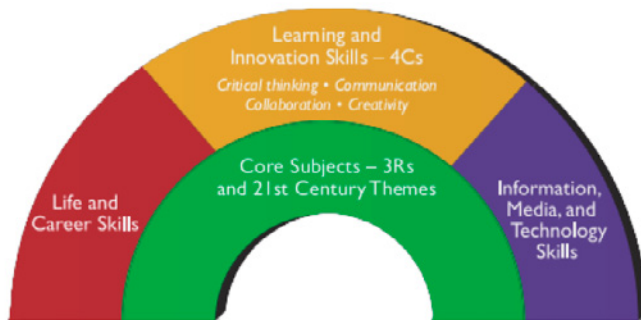 Learning and
Innovation Skills – 4Cs
Critical thinking • Communication
Collaboration • Creativity
Core Subjects – 3Rs
and 21st Century Themes
Life and
Career Skills
Information,
Media, and
Technology
Skills